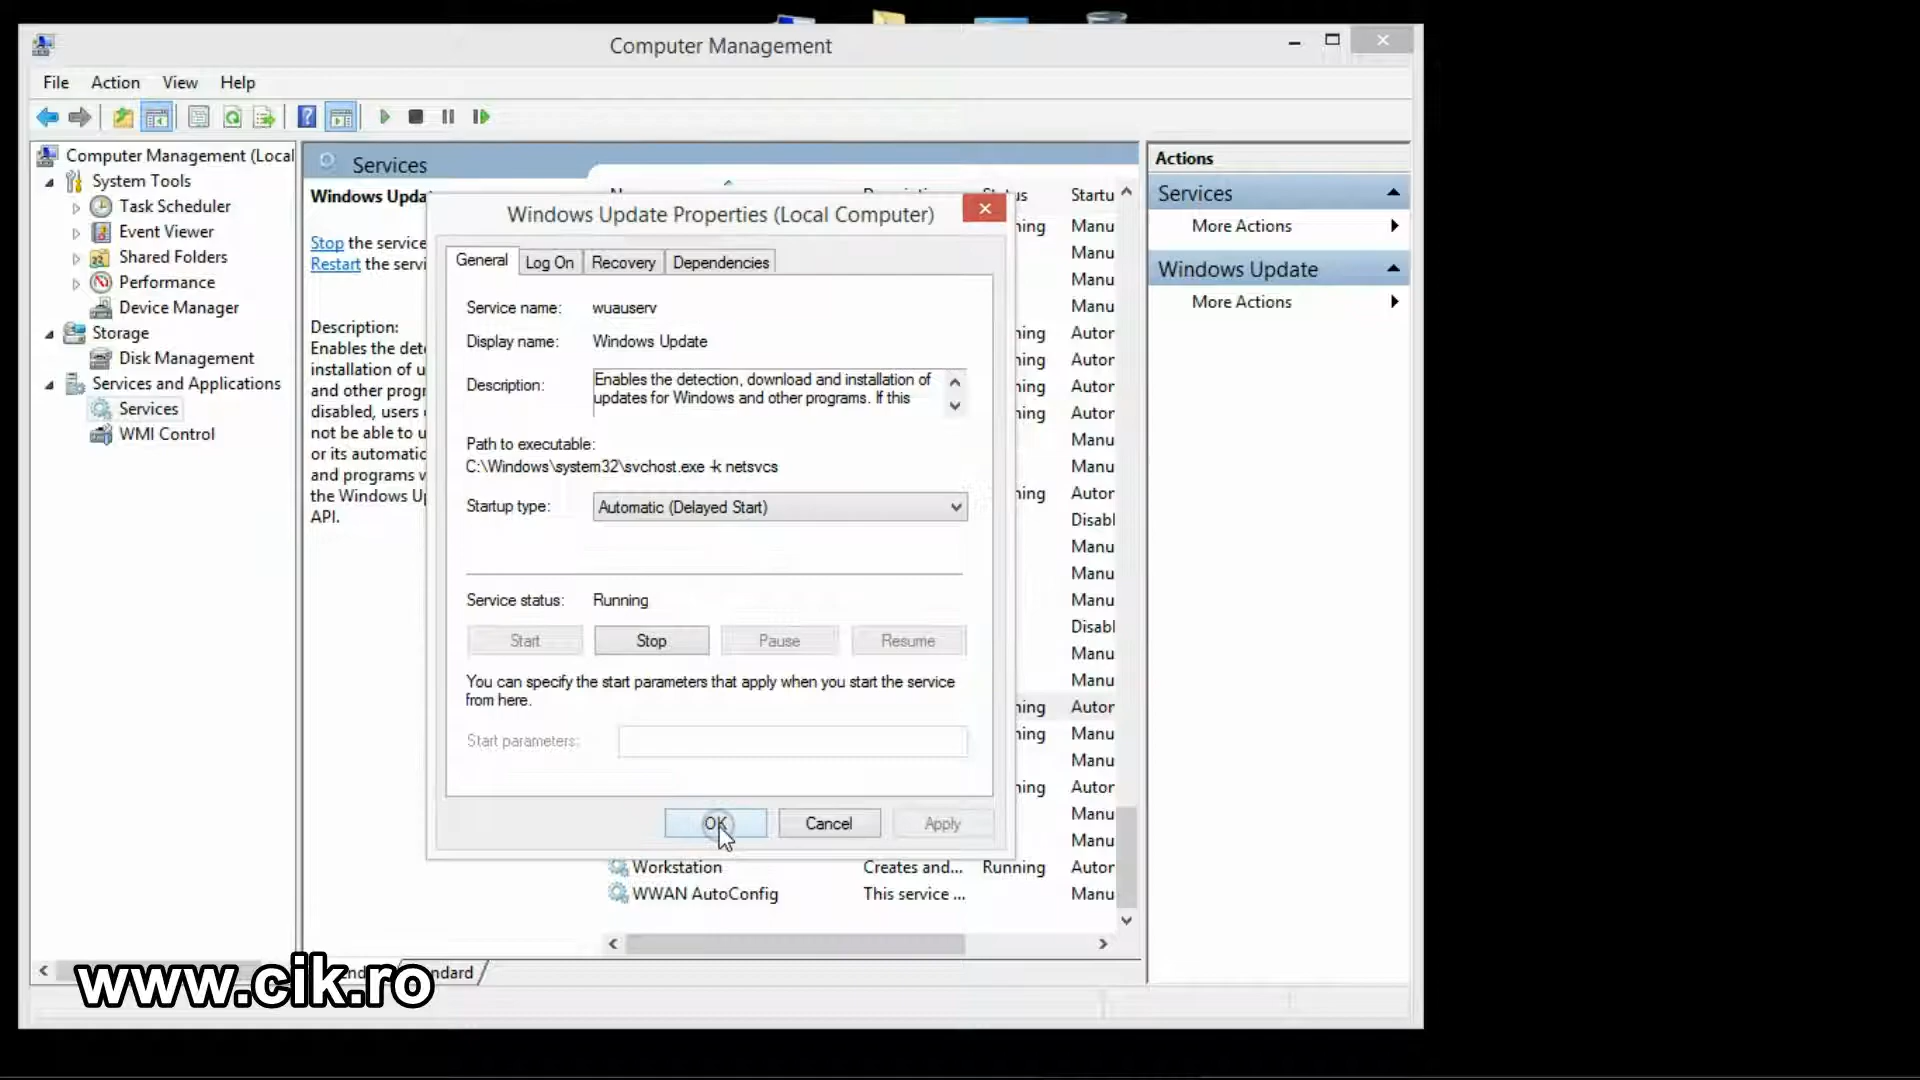 Computer Management
File Action View Help
Computer Management (Local
System Tools
Task Scheduler
Event Viewer
Shared Folders
Performance
Device Manager
Storage
Disk Management
Services and Applications
Services
WMI Control
Services
Windows Upda
Stop the service
Restart the servi
Description:
Enables the dete
installation of u
and other progr
disabled, users
not be able to u
or its automatic
and programs v
the Windows Up
API.
Startu
Manu
Manu
Manu
Manu
Autor
Autor
Autor
Autor
Manu
Manu
Autor
Disabl
Manu
Manu
Manu
Disabl
Manu
Manu
Autor
Manu
Manu
Autor
Manu
Manu
Workstation Creates and... Running Autor
WWAN AutoConfig This service ... Manu
Windows Update Properties (Local Computer)
General Log On Recovery Dependencies
Service name: wuauserv
Display name: Windows Update
Description: Enables the detection, download and installation of
updates for Windows and other programs. If this
Path to executable:
C:\Windows\system32\svchost.exe -k netsvcs
Startup type: Automatic (Delayed Start)
Service status: Running
Start Stop Pause Resume
You can specify the start parameters that apply when you start the service
from here.
Start parameters:
OK Cancel Apply
Actions
Services
More Actions
Windows Update
More Actions
www.cik.ro